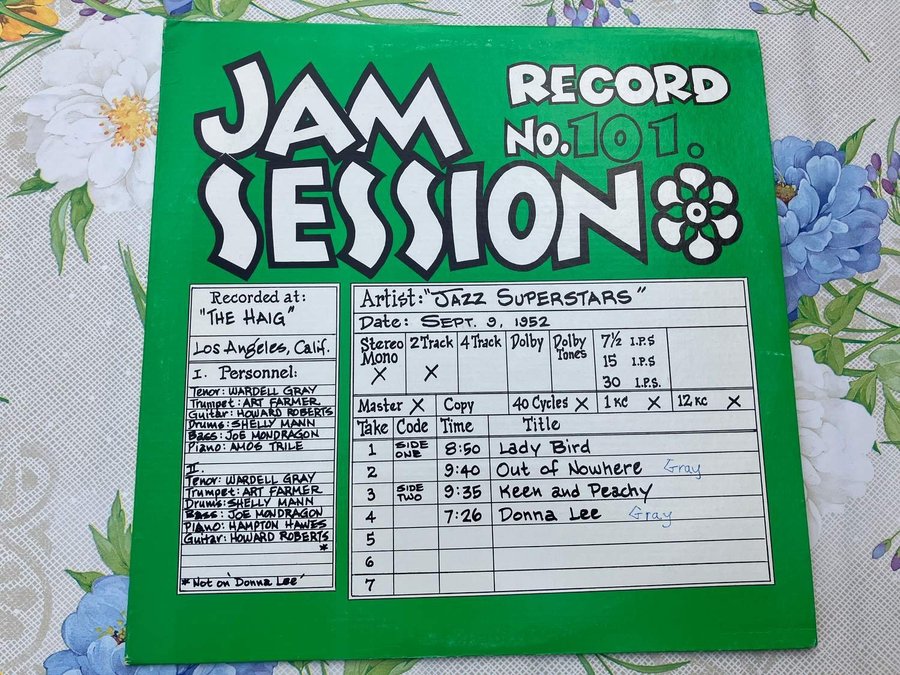 JAM
SESSION
RECORD
NO. 101.
Recorded at:
"THE HAIG"
Los Angeles, Calif.
I. Personnel:
Tenor: WARDELL GRAY
Trumpet: ART FARMER
Guitar: HOWARD ROBERTS
Drums: SHELLY MANN
Bass: JOE MONDRAGON
Piano: AMOS TRILE
II.
Tenor: WARDELL GRAY
Trumpet: ART FARMER
Drums: SHELLY MANN
Bass: JOE MONDRAGON
Piano: HAMPTON HAWES
Guitar: HOWARD ROBERTS
*
* Not on 'Donna Lee'
Artist: "JAZZ SUPERSTARS"
Date: SEPT. 9, 1952
Stereo 2 Track 4 Track Dolby Dolby 7½ I.P.S
Mono Tones 15 I.P.S
X X 30 I.P.S.
Master X Copy 40 Cycles X 1 KC X 12 KC X
Take Code Time Title
1 SIDE ONE 8:50 Lady Bird
2 9:40 Out of Nowhere Gray
3 SIDE TWO 9:35 Keen and Peachy
4 7:26 Donna Lee Gray
5
6
7